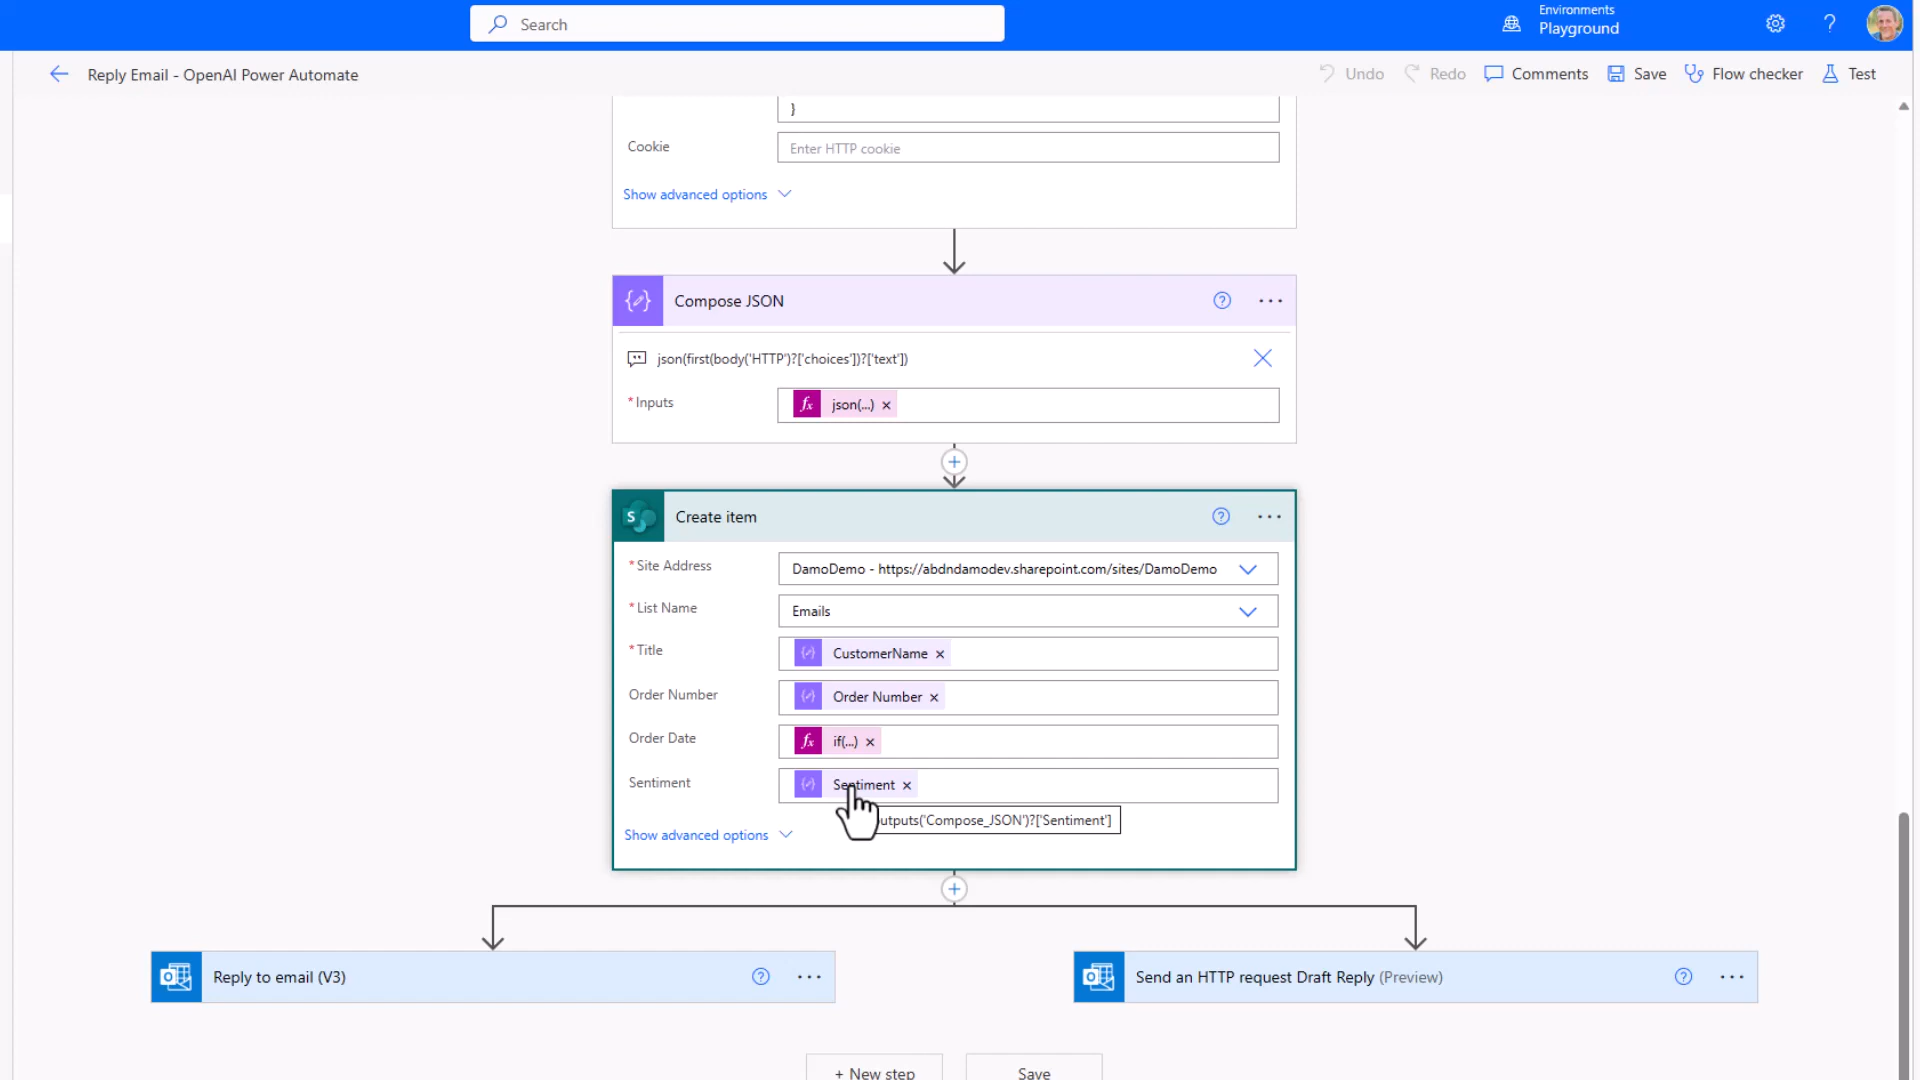 Search
Environments
Playground
?
Reply Email - OpenAI Power Automate
Undo
Redo
Comments
Save
Flow checker
Test
}
Cookie
Enter HTTP cookie
Show advanced options
Compose JSON
?
json(first(body('HTTP')?['choices'])?['text'])
*Inputs
fx json(...) ×
S
Create item
?
*Site Address
DamoDemo - https://abdndamodev.sharepoint.com/sites/DamoDemo
*List Name
Emails
*Title
CustomerName ×
Order Number
Order Number ×
Order Date
fx if(...) ×
Sentiment
Sentiment ×
utputs('Compose_JSON')?['Sentiment']
Show advanced options
Reply to email (V3)
?
Send an HTTP request Draft Reply (Preview)
?
+ New step
Save